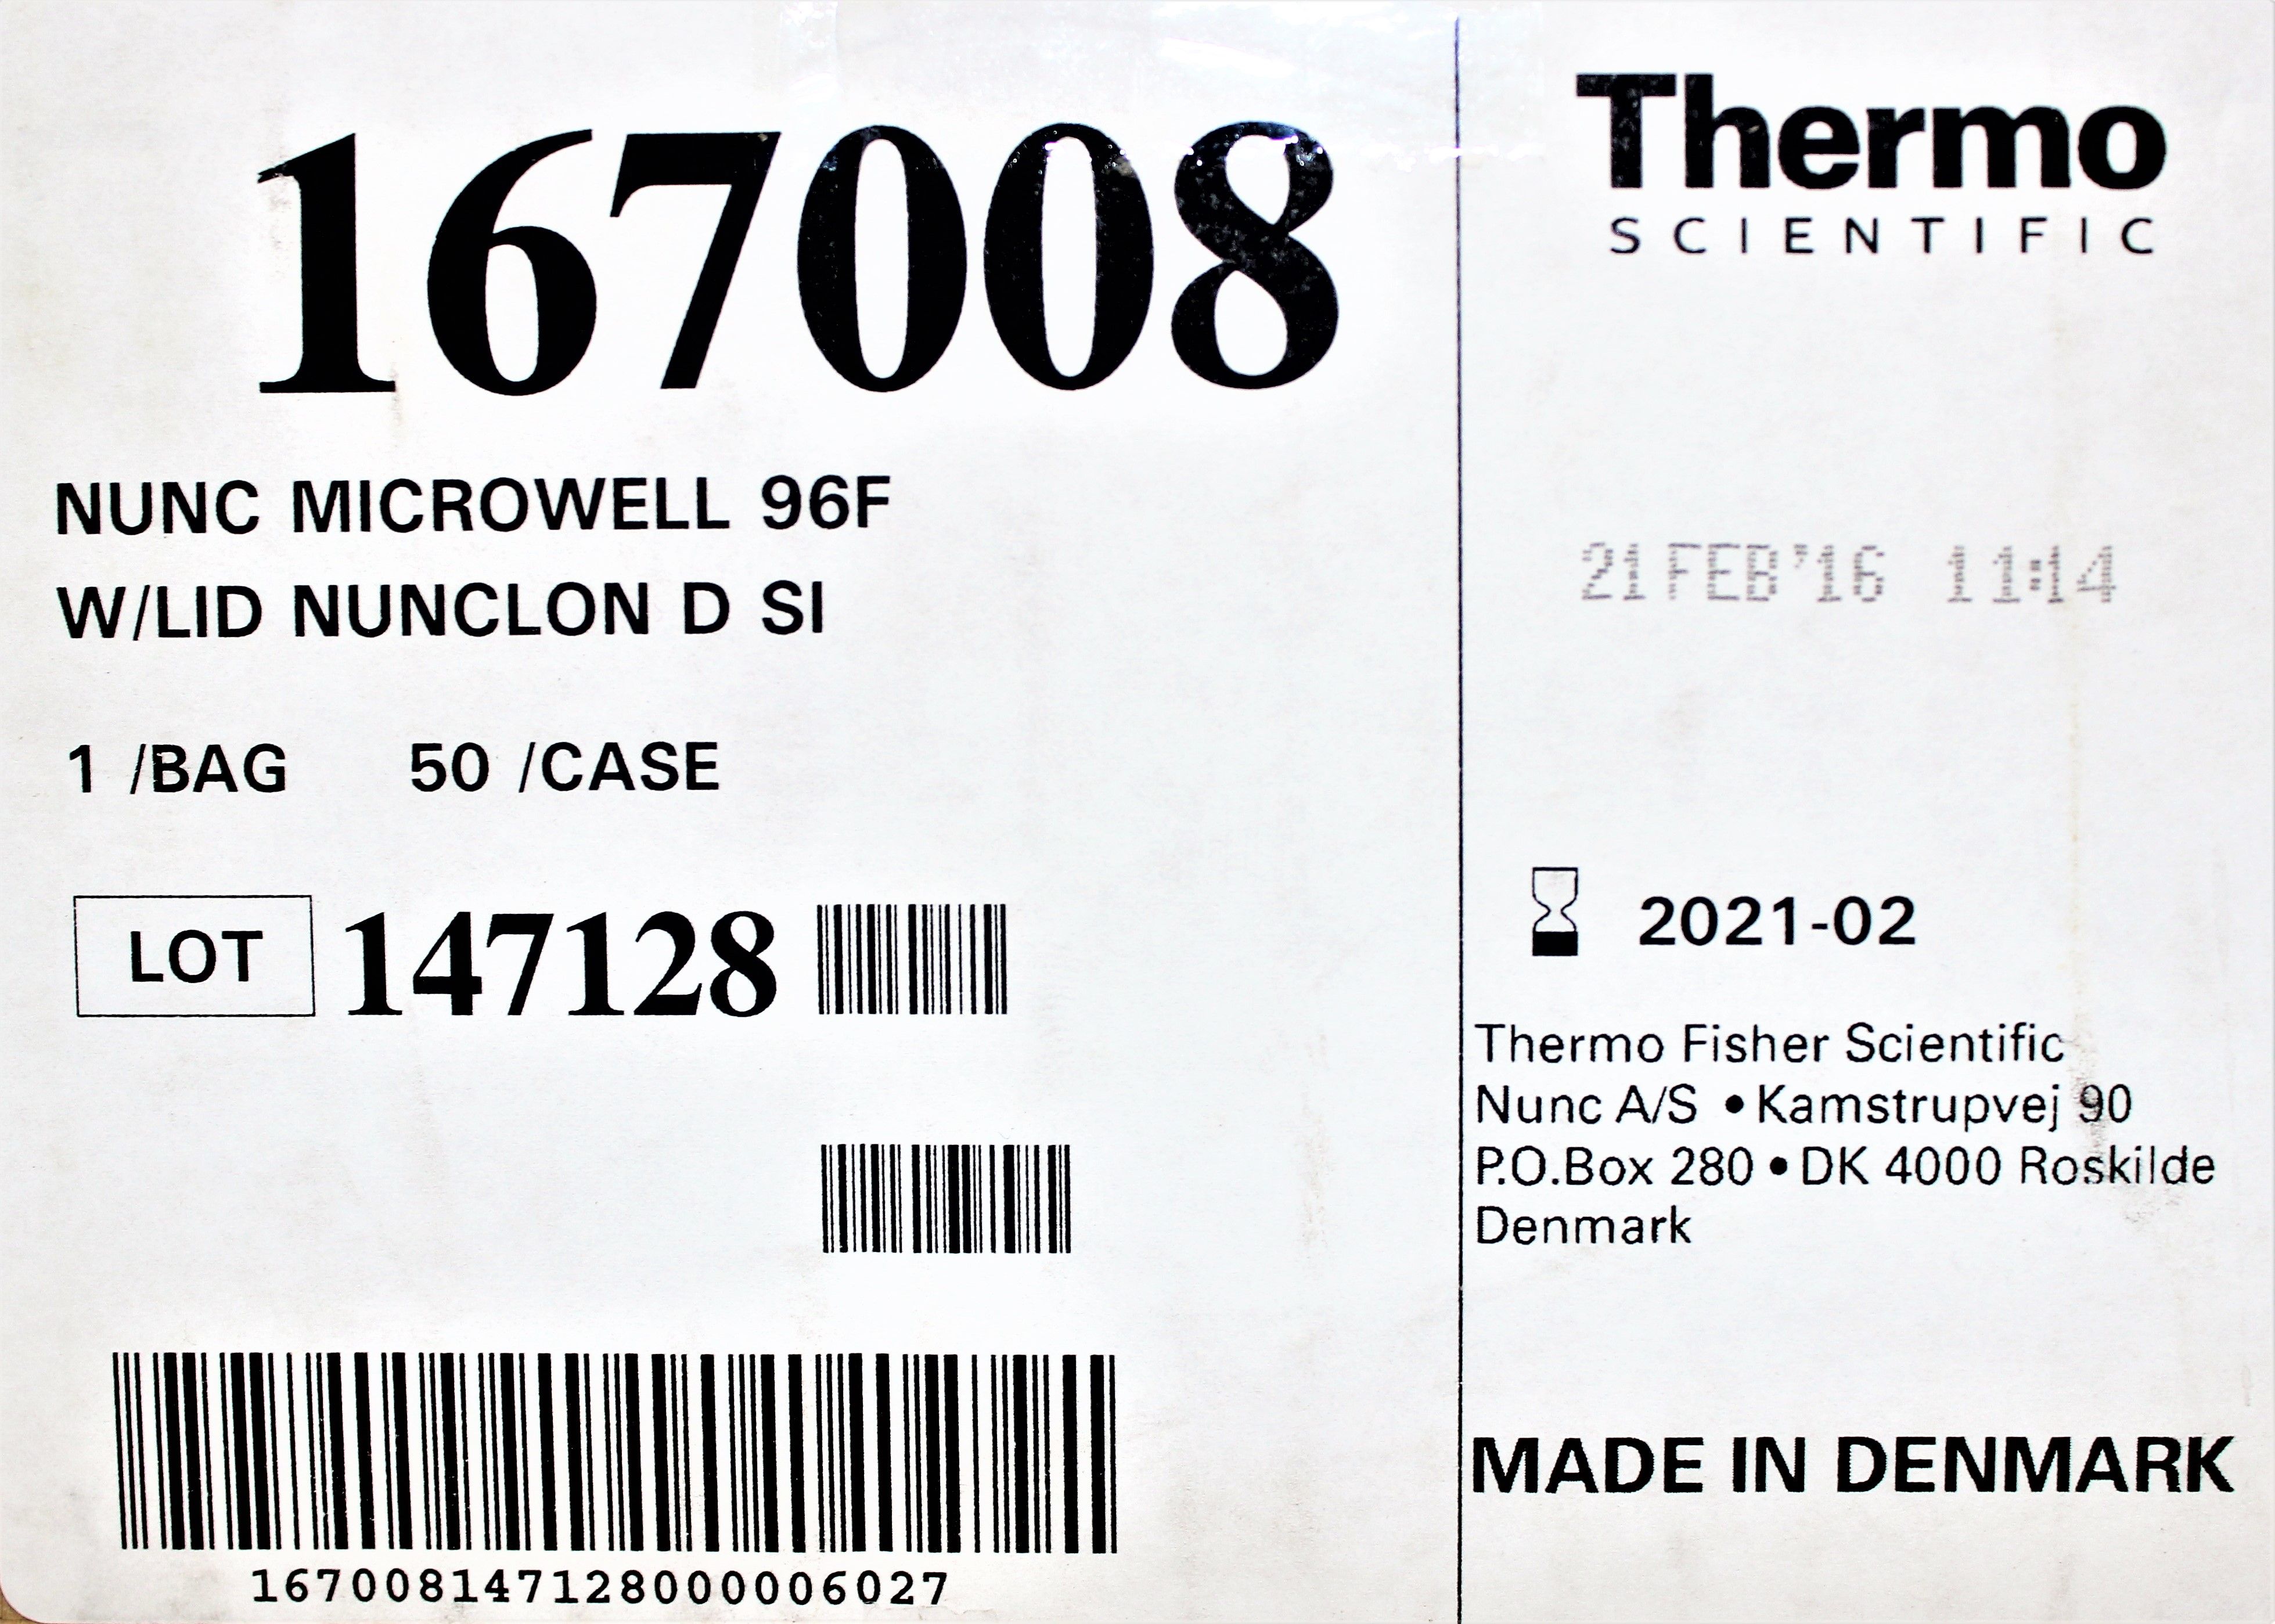 167008
NUNC MICROWELL 96F
W/LID NUNCLON D SI
1 /BAG 50 /CASE
LOT 147128
167008147128000006027
Thermo
SCIENTIFIC
21FEB'16 11:14
2021-02
Thermo Fisher Scientific
Nunc A/S • Kamstrupvej 90
P.O.Box 280 • DK 4000 Roskilde
Denmark
MADE IN DENMARK